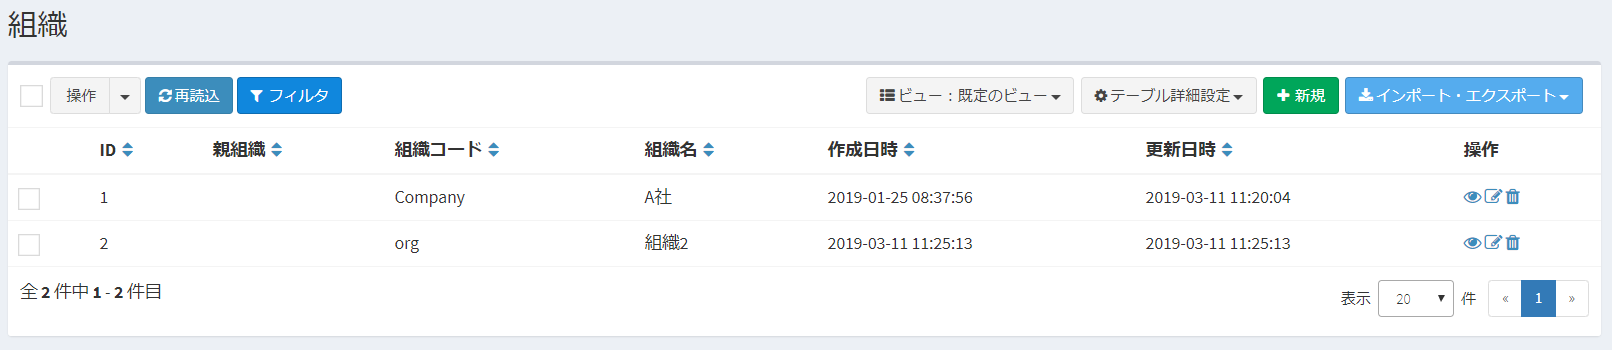 組織
操作 再読込 フィルタ ビュー：既定のビュー テーブル詳細設定 新規 インポート・エクスポート
ID 親組織 組織コード 組織名 作成日時 更新日時 操作
1 Company A社 2019-01-25 08:37:56 2019-03-11 11:20:04
2 org 組織2 2019-03-11 11:25:13 2019-03-11 11:25:13
全 2 件中 1 - 2 件目 表示 20 件 « 1 »